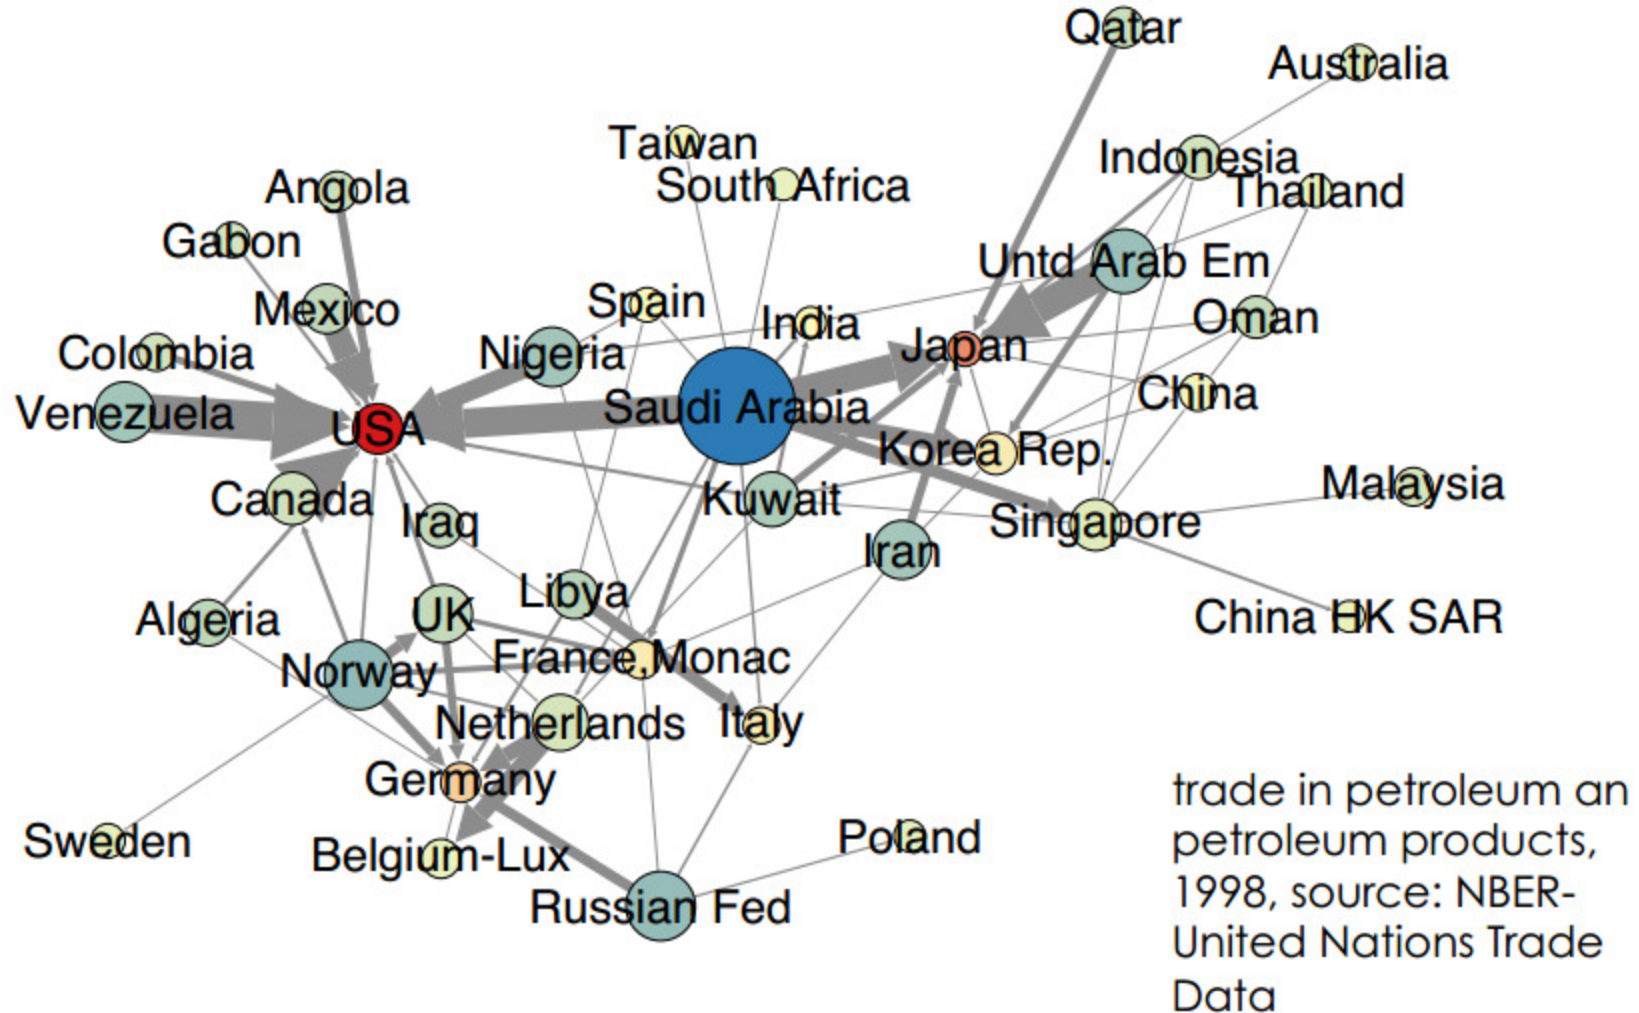 Qatar
Australia
Taiwan
Indonesia
South Africa
Thailand
Angola
Gabon
Untd Arab Em
Mexico
Spain
India
Oman
Colombia
Nigeria
Japan
China
Venezuela
USA
Saudi Arabia
Korea Rep.
Canada
Iraq
Kuwait
Malaysia
Singapore
Iran
Algeria
UK
Libya
China HK SAR
Norway
France,Monac
Netherlands
Italy
Germany
Sweden
Belgium-Lux
Poland
Russian Fed
trade in petroleum an
petroleum products,
1998, source: NBER-
United Nations Trade
Data